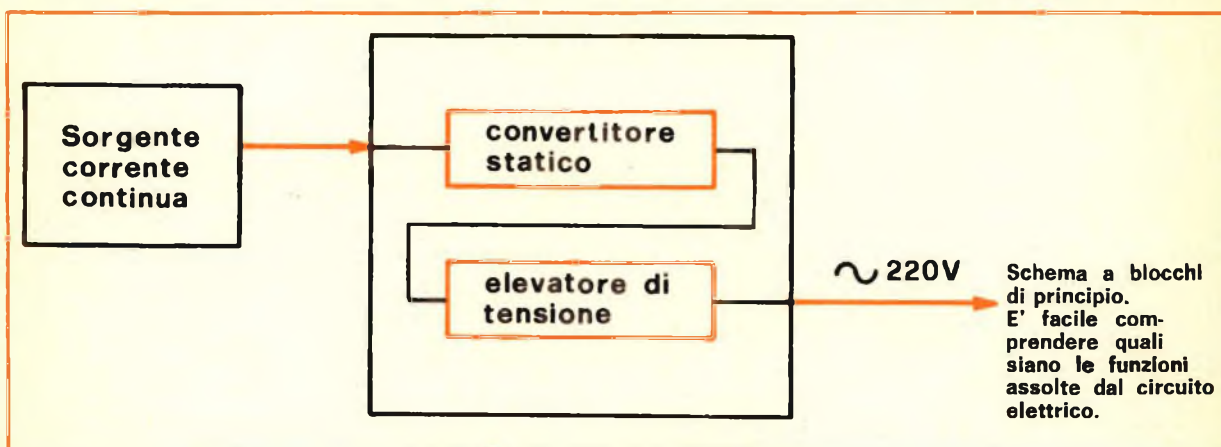 Sorgente
corrente
continua
convertitore
statico
elevatore di
tensione
∿ 220V
Schema a blocchi
di principio.
E' facile com-
prendere quali
siano le funzioni
assolte dal circuito
elettrico.